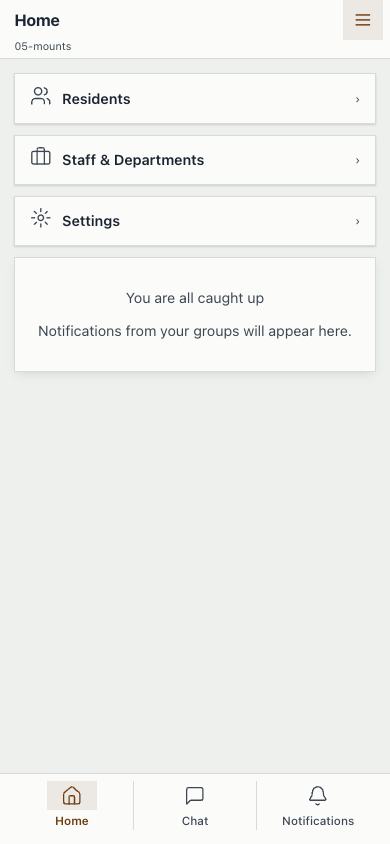 Home
05-mounts
Residents
Staff & Departments
Settings
You are all caught up
Notifications from your groups will appear here.
Home
Chat
Notifications